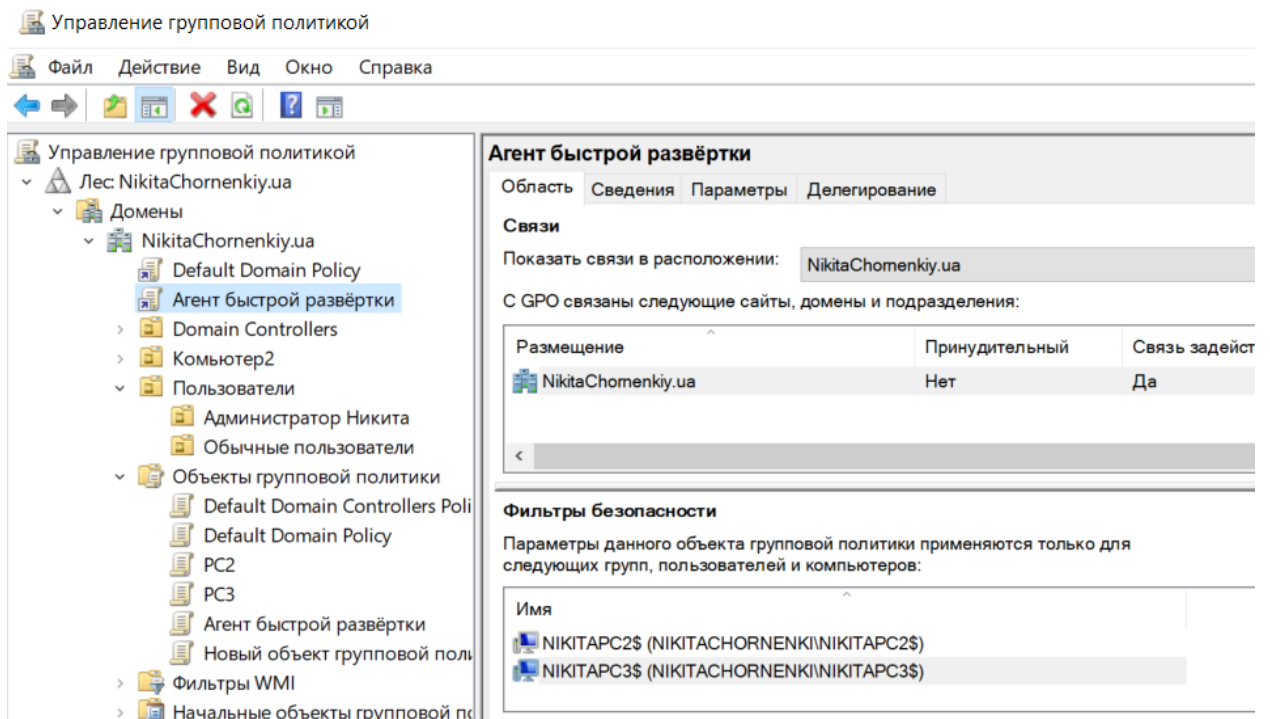 Управление групповой политикой
Файл Действие Вид Окно Справка
Управление групповой политикой
Лес: NikitaChornenkiy.ua
Домены
NikitaChornenkiy.ua
Default Domain Policy
Агент быстрой развёртки
Domain Controllers
Комьютер2
Пользователи
Администратор Никита
Обычные пользователи
Объекты групповой политики
Default Domain Controllers Poli
Default Domain Policy
PC2
PC3
Агент быстрой развёртки
Новый объект групповой поли
Фильтры WMI
Начальные объекты групповой по
Агент быстрой развёртки
Область Сведения Параметры Делегирование
Связи
Показать связи в расположении: NikitaChornenkiy.ua
С GPO связаны следующие сайты, домены и подразделения:
Размещение Принудительный Связь задейст
NikitaChornenkiy.ua Нет Да
Фильтры безопасности
Параметры данного объекта групповой политики применяются только для
следующих групп, пользователей и компьютеров:
Имя
NIKITAPC2$ (NIKITACHORNENKI\NIKITAPC2$)
NIKITAPC3$ (NIKITACHORNENKI\NIKITAPC3$)